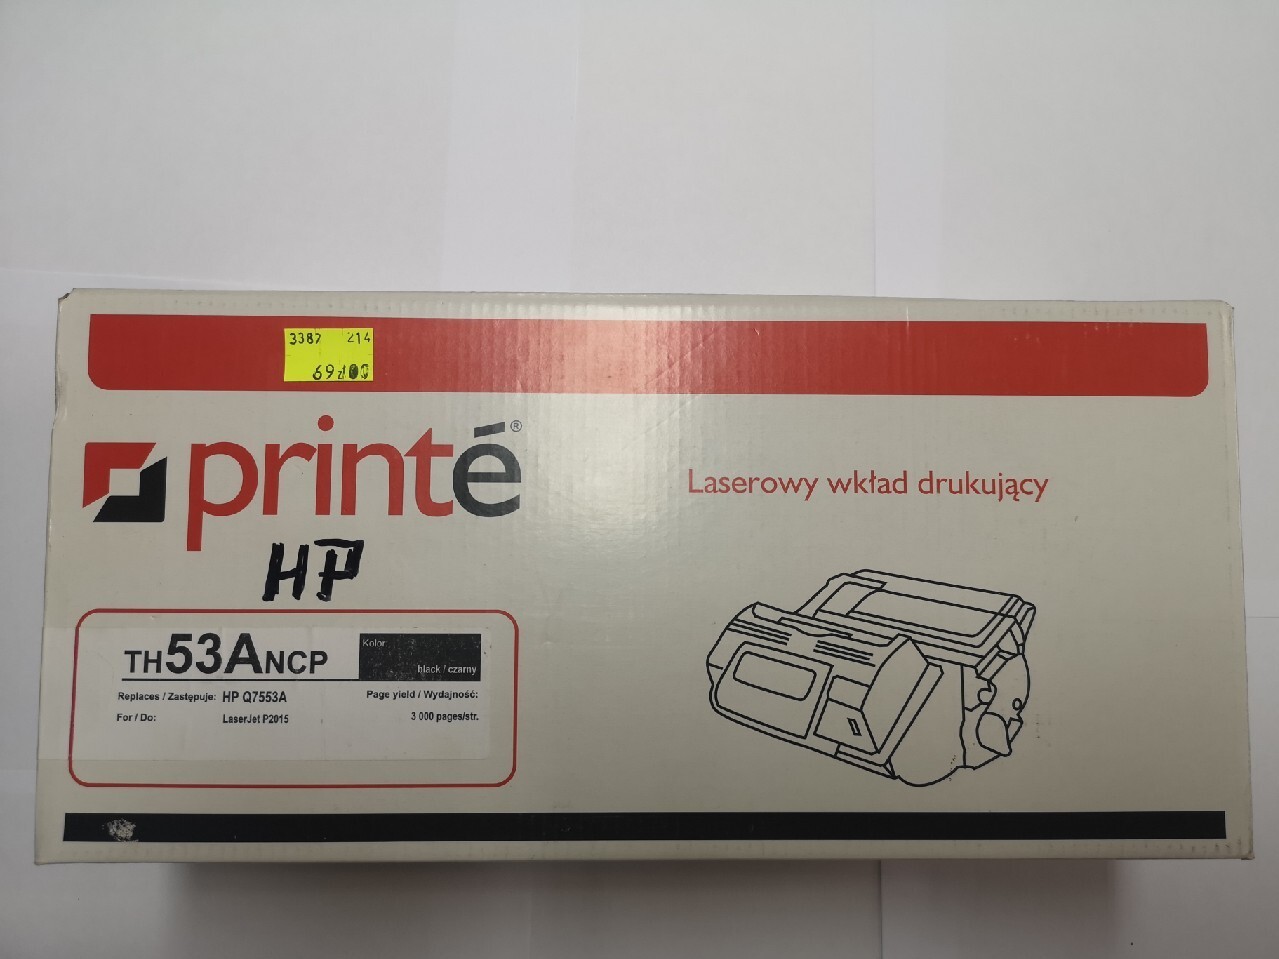 3387 214
69zł00
printé®
Laserowy wkład drukujący
HP
TH53ANCP
Kolor
black / czarny
Replaces / Zastępuje: HP Q7553A
Page yield / Wydajność:
For / Do: LaserJet P2015
3 000 pages/str.